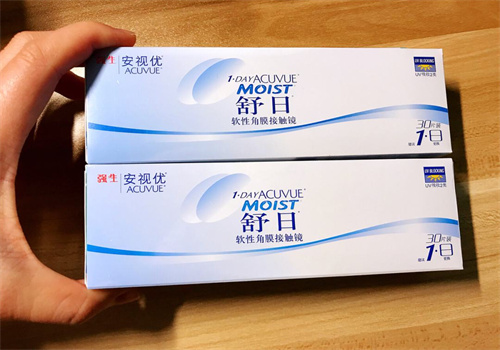 强生 安视优
ACUVUE
1·DAY ACUVUE
MOIST
舒日
软性角膜接触镜
UV BLOCKING
30片装
1·日
强生 安视优
ACUVUE
1·DAY ACUVUE
MOIST
舒日
软性角膜接触镜
UV BLOCKING
30片装
1·日